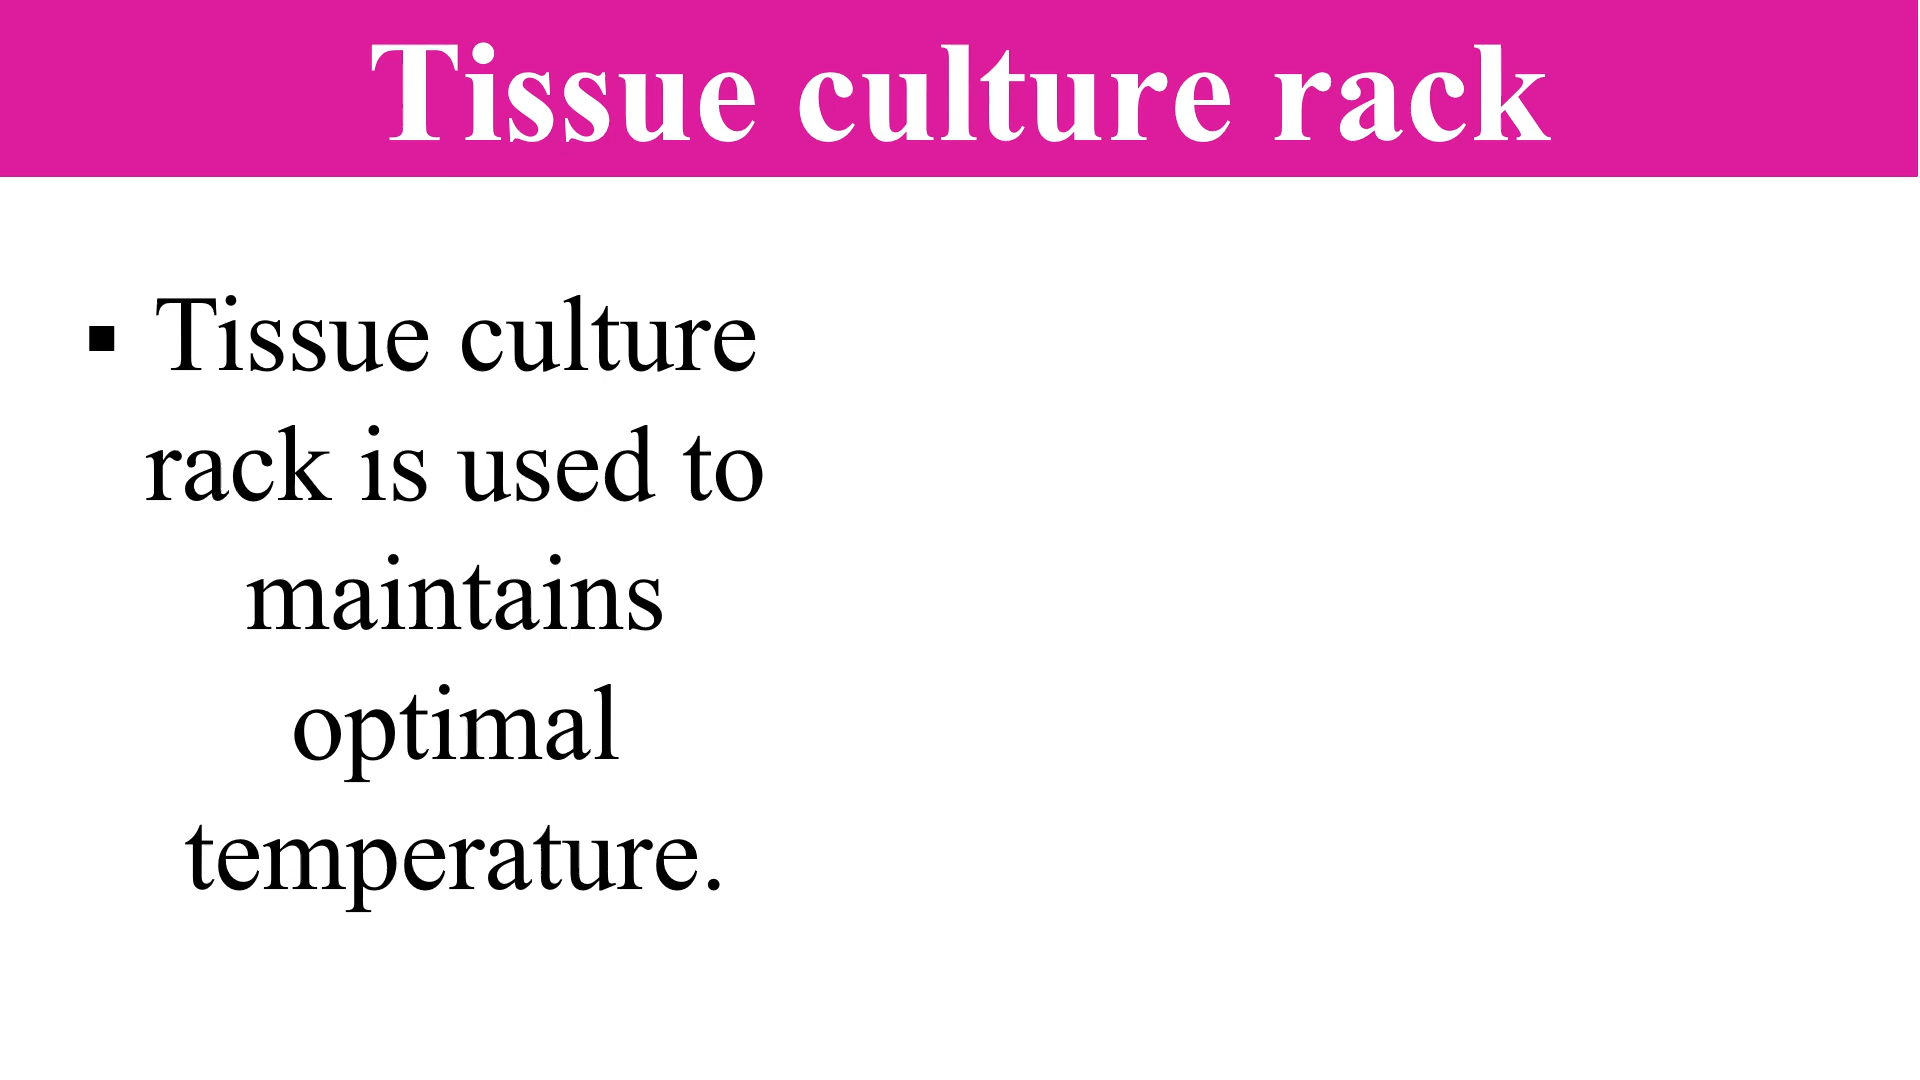 Tissue culture rack
▪ Tissue culture
rack is used to
maintains
optimal
temperature.